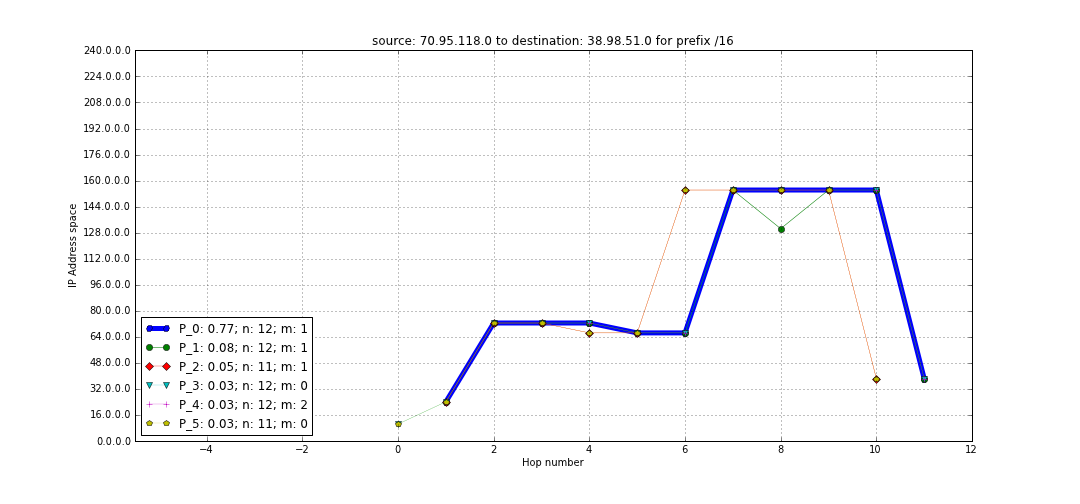 source: 70.95.118.0 to destination: 38.98.51.0 for prefix /16
240.0.0.0
224.0.0.0
208.0.0.0
192.0.0.0
176.0.0.0
160.0.0.0
144.0.0.0
128.0.0.0
112.0.0.0
96.0.0.0
80.0.0.0
64.0.0.0
48.0.0.0
32.0.0.0
16.0.0.0
0.0.0.0
IP Address space
P_0: 0.77; n: 12; m: 1
P_1: 0.08; n: 12; m: 1
P_2: 0.05; n: 11; m: 1
P_3: 0.03; n: 12; m: 0
P_4: 0.03; n: 12; m: 2
P_5: 0.03; n: 11; m: 0
−4 −2 0 2 4 6 8 10 12
Hop number